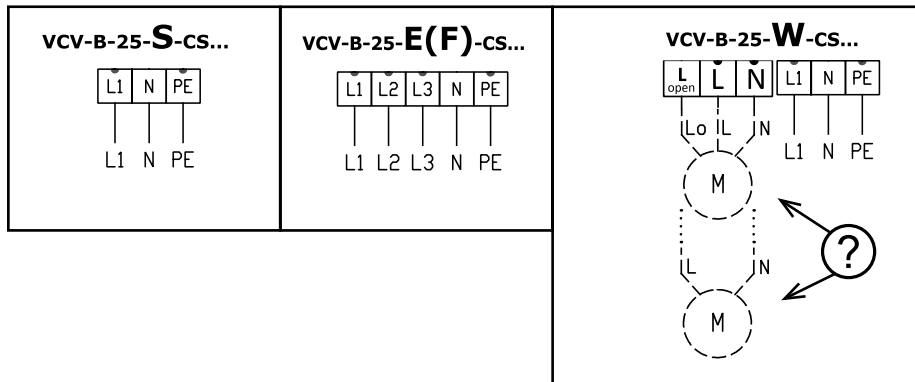 VCV-B-25-S-CS...
L1 N PE
L1 N PE
VCV-B-25-E(F)-CS...
L1 L2 L3 N PE
L1 L2 L3 N PE
VCV-B-25-W-CS...
L open L N L1 N PE
Lo L N L1 N PE
M
?
L N
M